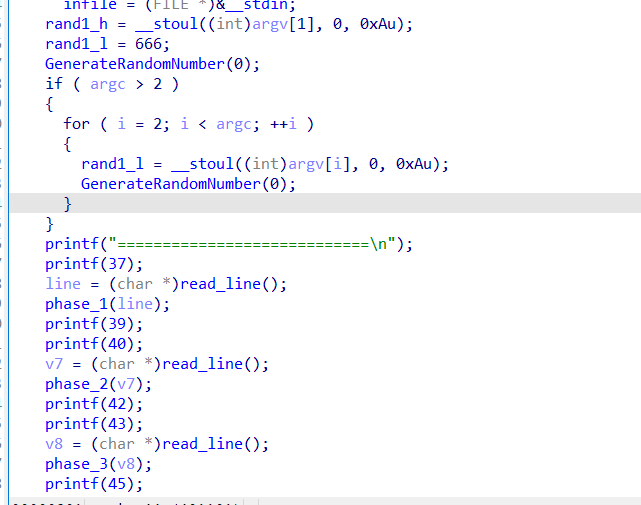 infile = (FILE *)&__stdin;
rand1_h = __stoul((int)argv[1], 0, 0xAu);
rand1_l = 666;
GenerateRandomNumber(0);
if ( argc > 2 )
{
for ( i = 2; i < argc; ++i )
{
rand1_l = __stoul((int)argv[i], 0, 0xAu);
GenerateRandomNumber(0);
}
}
printf("============================\n");
printf(37);
line = (char *)read_line();
phase_1(line);
printf(39);
printf(40);
v7 = (char *)read_line();
phase_2(v7);
printf(42);
printf(43);
v8 = (char *)read_line();
phase_3(v8);
printf(45);